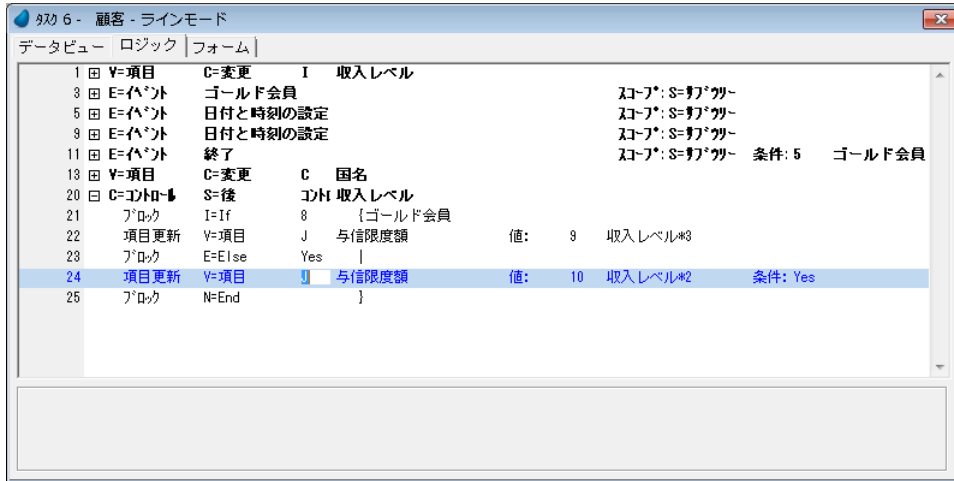 ﾀｽｸ 6 - 顧客 - ラインモード
データビュー ロジック フォーム
1 V=項目 C=変更 I 収入レベル
3 E=ｲﾍﾞﾝﾄ ゴールド会員 ｽｺｰﾌﾟ: S=ｻﾌﾞﾂﾘｰ
5 E=ｲﾍﾞﾝﾄ 日付と時刻の設定 ｽｺｰﾌﾟ: S=ｻﾌﾞﾂﾘｰ
9 E=ｲﾍﾞﾝﾄ 日付と時刻の設定 ｽｺｰﾌﾟ: S=ｻﾌﾞﾂﾘｰ
11 E=ｲﾍﾞﾝﾄ 終了 ｽｺｰﾌﾟ: S=ｻﾌﾞﾂﾘｰ 条件: 5 ゴールド会員
13 V=項目 C=変更 C 国名
20 C=ｺﾝﾄﾛｰﾙ S=後 ｺﾝﾄﾛ 収入レベル
21 ﾌﾞﾛｯｸ I=If 8 {ゴールド会員
22 項目更新 V=項目 J 与信限度額 値: 9 収入レベル*3
23 ﾌﾞﾛｯｸ E=Else Yes |
24 項目更新 V=項目 J 与信限度額 値: 10 収入レベル*2 条件: Yes
25 ﾌﾞﾛｯｸ N=End }